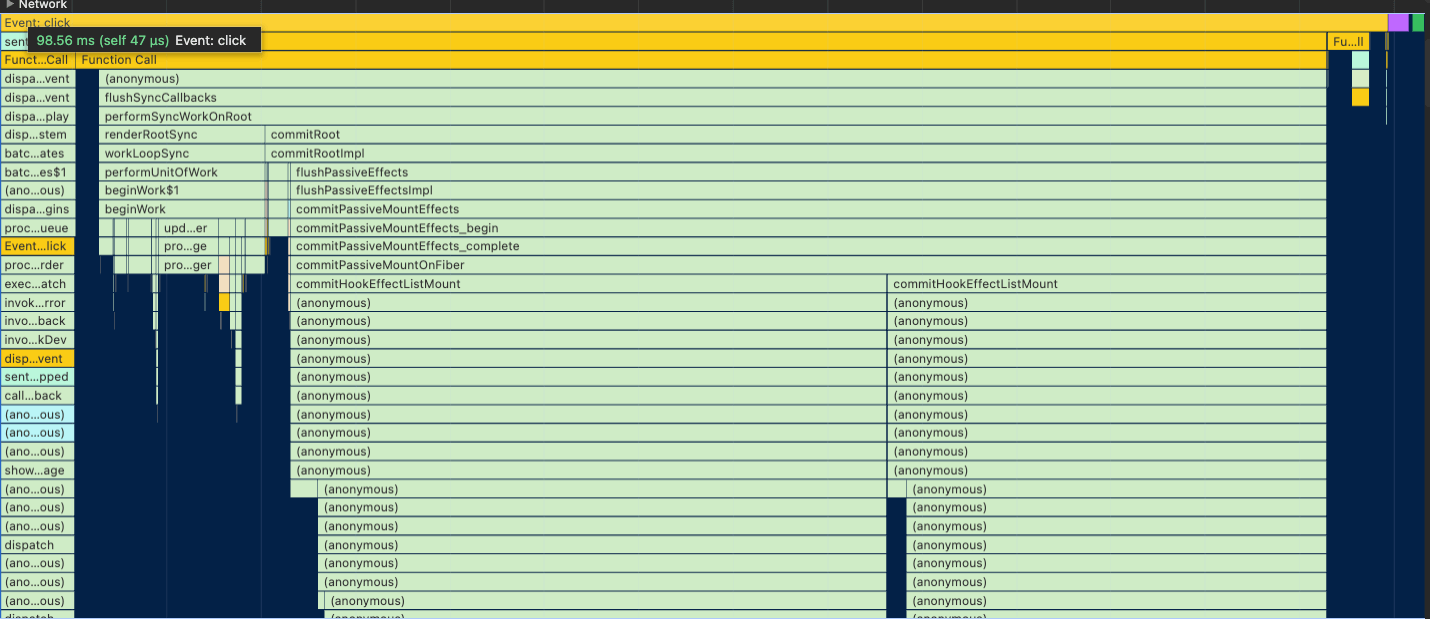 Network
Event: click
98.56 ms (self 47 μs) Event: click
sent
Fu...ll
Funct...Call Function Call
dispa...vent (anonymous)
dispa...vent flushSyncCallbacks
dispa...play performSyncWorkOnRoot
disp...stem renderRootSync commitRoot
batc...ates workLoopSync commitRootImpl
batc...es$1 performUnitOfWork flushPassiveEffects
(ano...ous) beginWork$1 flushPassiveEffectsImpl
dispa...gins beginWork commitPassiveMountEffects
proc...ueue upd...er commitPassiveMountEffects_begin
Event...lick pro...ge commitPassiveMountEffects_complete
proc...rder pro...ger commitPassiveMountOnFiber
exec...atch commitHookEffectListMount commitHookEffectListMount
invok...rror (anonymous) (anonymous)
invo...back (anonymous) (anonymous)
invo...kDev (anonymous) (anonymous)
disp...vent (anonymous) (anonymous)
sent...pped (anonymous) (anonymous)
call...back (anonymous) (anonymous)
(ano...ous) (anonymous) (anonymous)
(ano...ous) (anonymous) (anonymous)
(ano...ous) (anonymous) (anonymous)
show...age (anonymous) (anonymous)
(ano...ous) (anonymous) (anonymous)
(ano...ous) (anonymous) (anonymous)
(ano...ous) (anonymous) (anonymous)
dispatch (anonymous) (anonymous)
(ano...ous) (anonymous) (anonymous)
(ano...ous) (anonymous) (anonymous)
(ano...ous) (anonymous) (anonymous)
dispatch (anonymous) (anonymous)